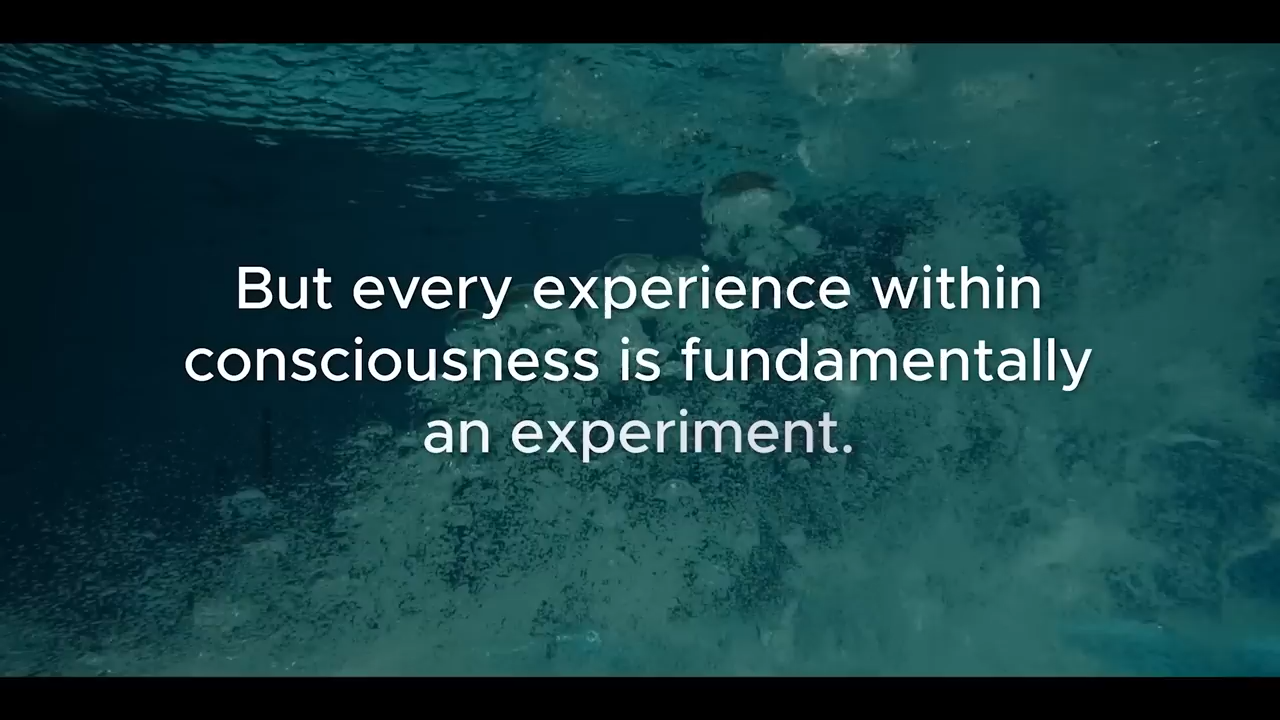 But every experience within
consciousness is fundamentally
an experiment.